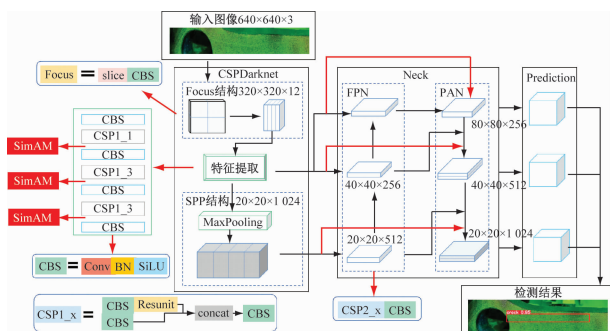 输入图像640×640×3
CSPDarknet
Neck
Prediction
Focus = slice CBS
Focus结构320×320×12
FPN
PAN
80×80×256
CBS
CSP1_1
SimAM
CBS
CSP1_3
SimAM
CBS
CSP1_3
SimAM
CBS
特征提取
40×40×256
40×40×512
SPP结构 20×20×1 024
MaxPooling
20×20×512
20×20×1 024
CBS = Conv BN SiLU
CSP1_x = CBS Resunit concat CBS
CBS
CSP2_x CBS
检测结果